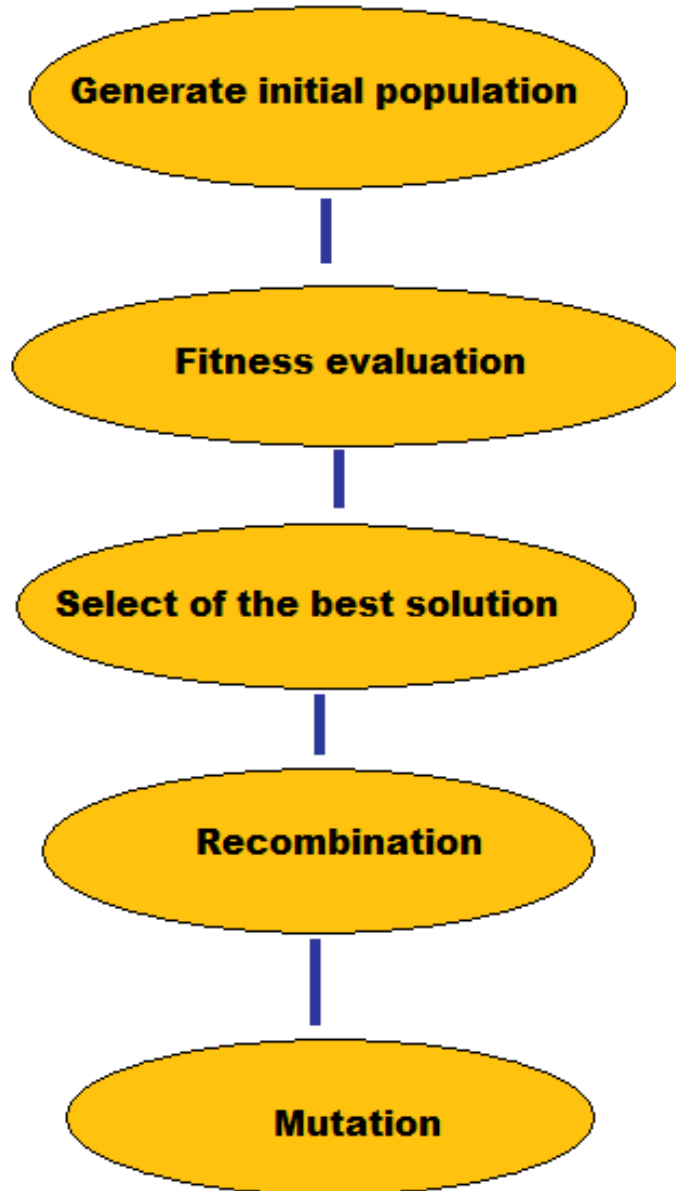 Generate initial population
Fitness evaluation
Select of the best solution
Recombination
Mutation